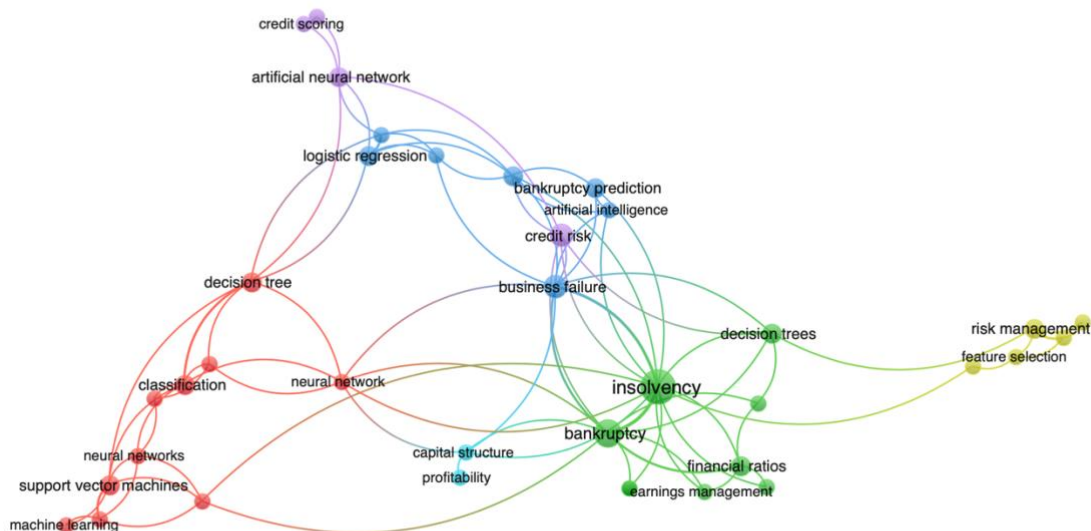 credit scoring
artificial neural network
logistic regression
bankruptcy prediction
artificial intelligence
credit risk
decision tree
business failure
decision trees
risk management
feature selection
classification
neural network
insolvency
bankruptcy
capital structure
neural networks
financial ratios
profitability
support vector machines
earnings management
machine learning